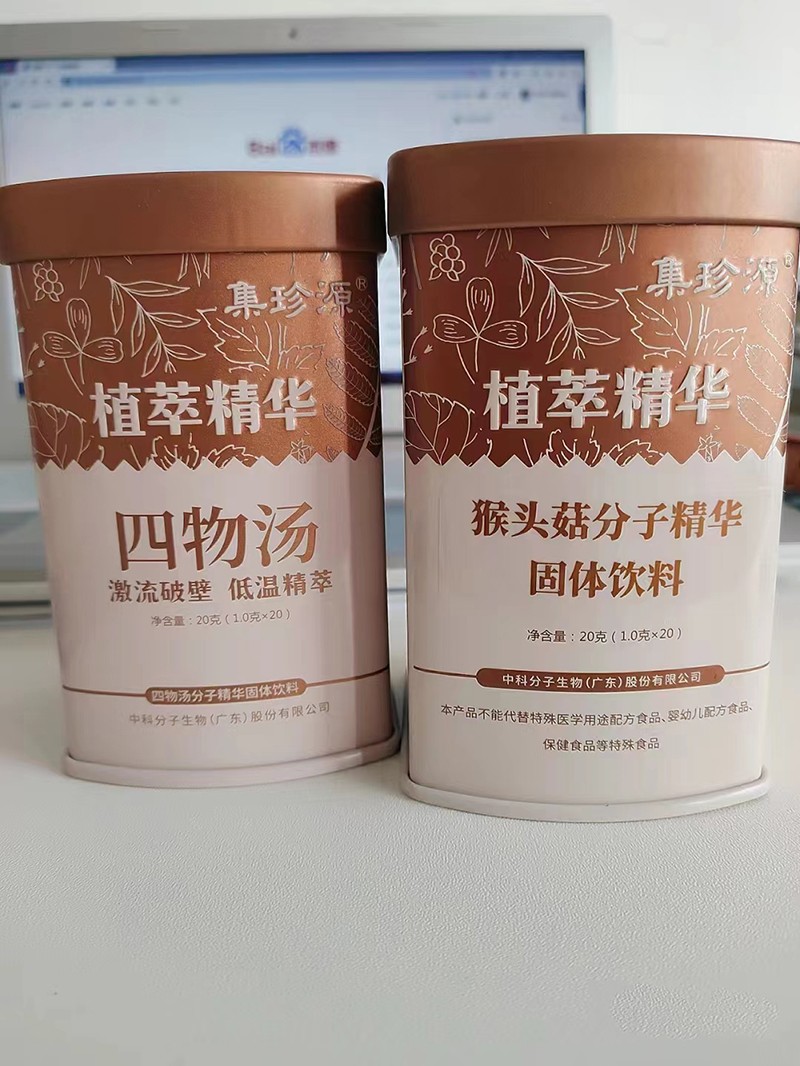 集珍源®
植萃精华
四物汤
激流破壁 低温精萃
净含量：20克（1.0克×20）
四物汤分子精华固体饮料
中科分子生物（广东）股份有限公司
集珍源®
植萃精华
猴头菇分子精华
固体饮料
净含量：20克（1.0克×20）
中科分子生物（广东）股份有限公司
本产品不能代替特殊医学用途配方食品、婴幼儿配方食品、
保健食品等特殊食品